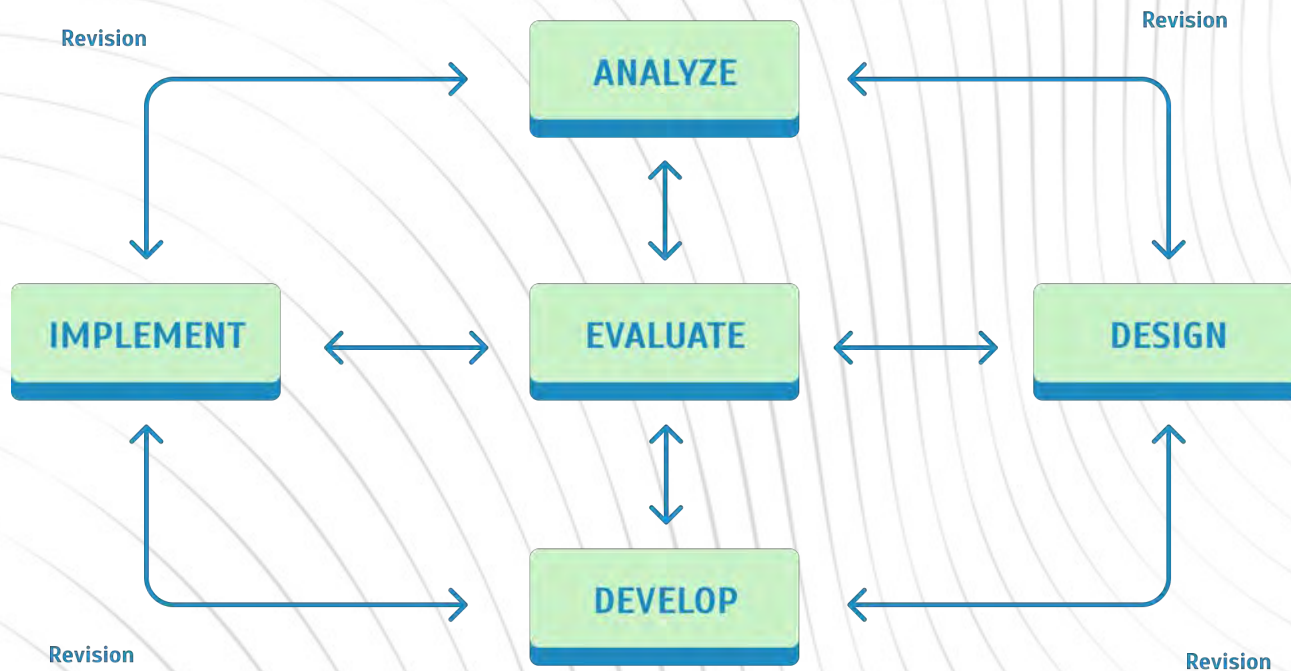 Revision
Revision
ANALYZE
IMPLEMENT
EVALUATE
DESIGN
DEVELOP
Revision
Revision